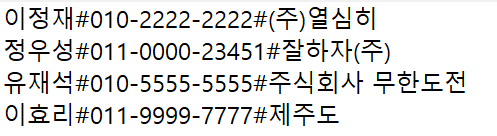 이정재#010-2222-2222#(주)열심히
정우성#011-0000-23451#잘하자(주)
유재석#010-5555-5555#주식회사 무한도전
이효리#011-9999-7777#제주도